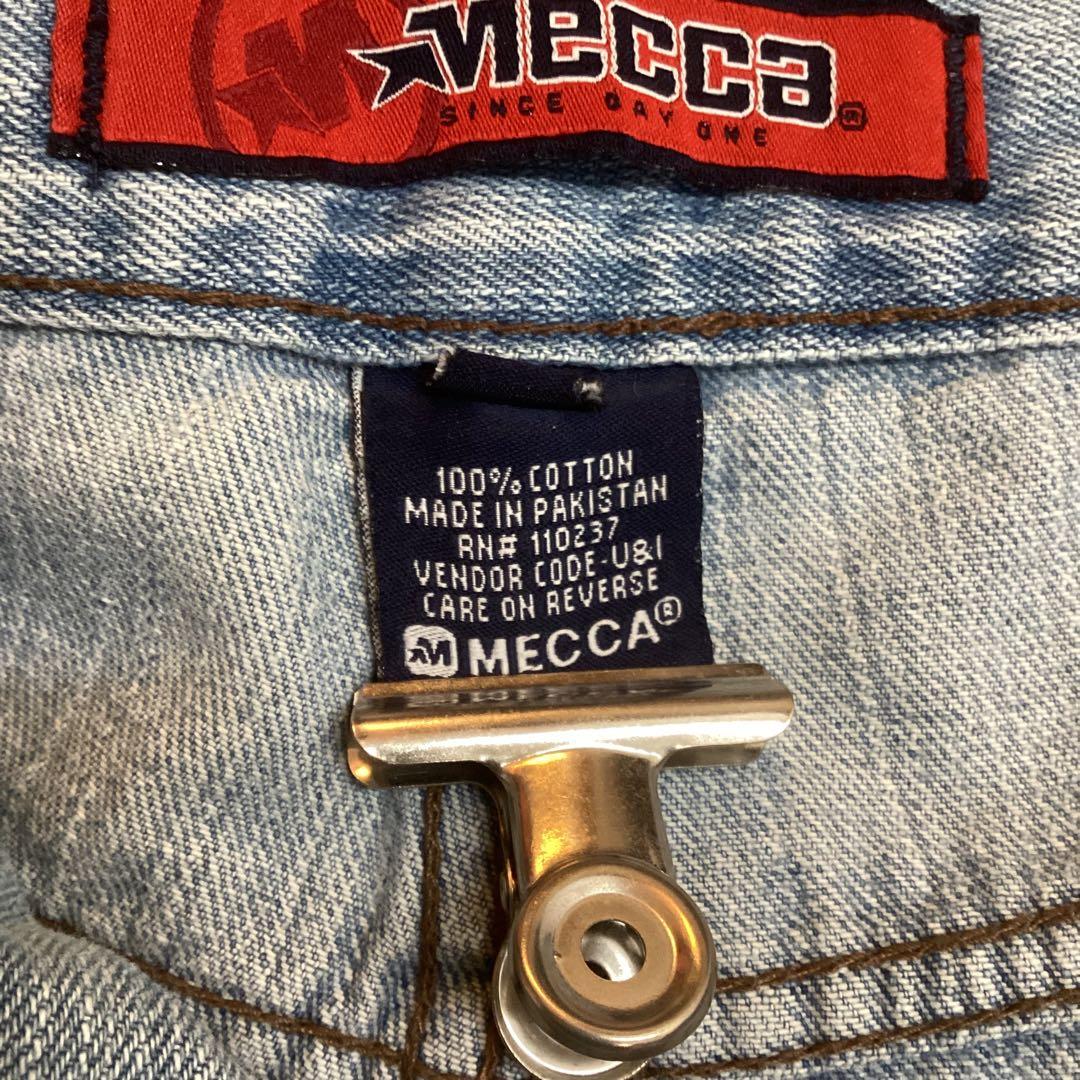 MECCA®
SINCE DAY ONE
100% COTTON
MADE IN PAKISTAN
RN# 110237
VENDOR CODE-U&I
CARE ON REVERSE
M MECCA®